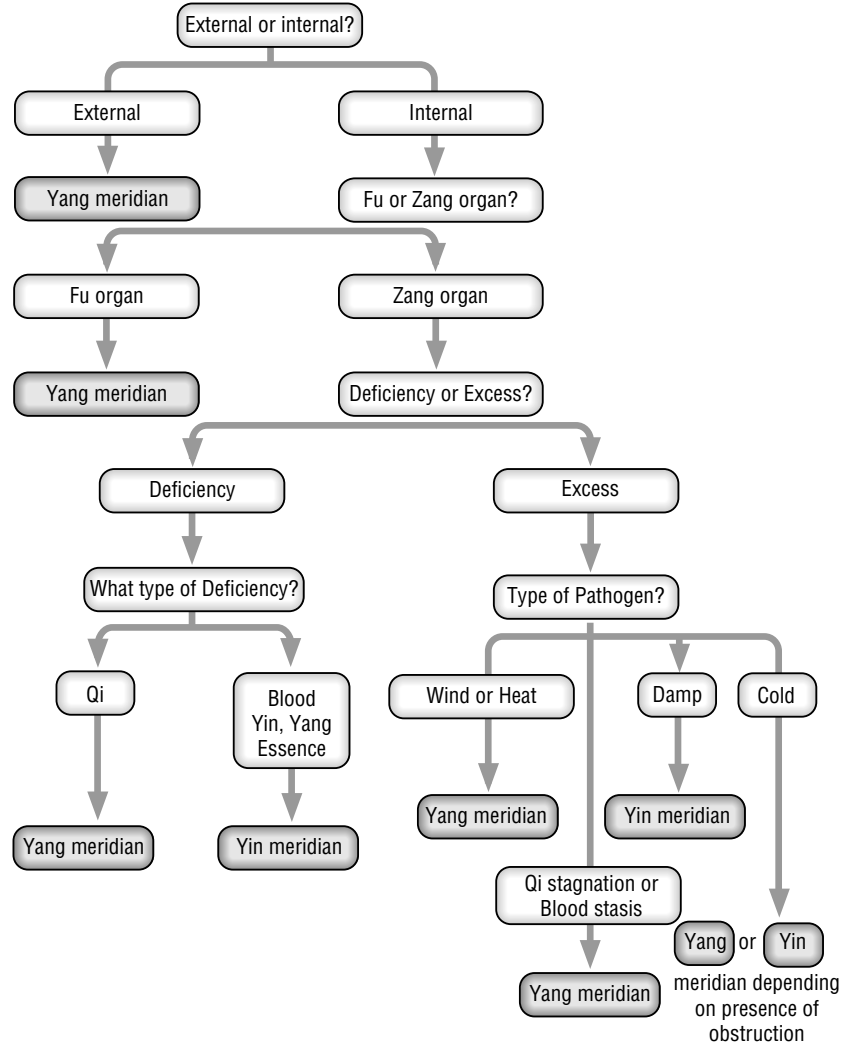 External or internal?
External
Internal
Yang meridian
Fu or Zang organ?
Fu organ
Zang organ
Yang meridian
Deficiency or Excess?
Deficiency
Excess
What type of Deficiency?
Type of Pathogen?
Qi
Blood
Yin, Yang
Essence
Wind or Heat
Damp
Cold
Yang meridian
Yin meridian
Yang meridian
Yin meridian
Qi stagnation or
Blood stasis
Yang meridian
Yang or Yin
meridian depending
on presence of
obstruction